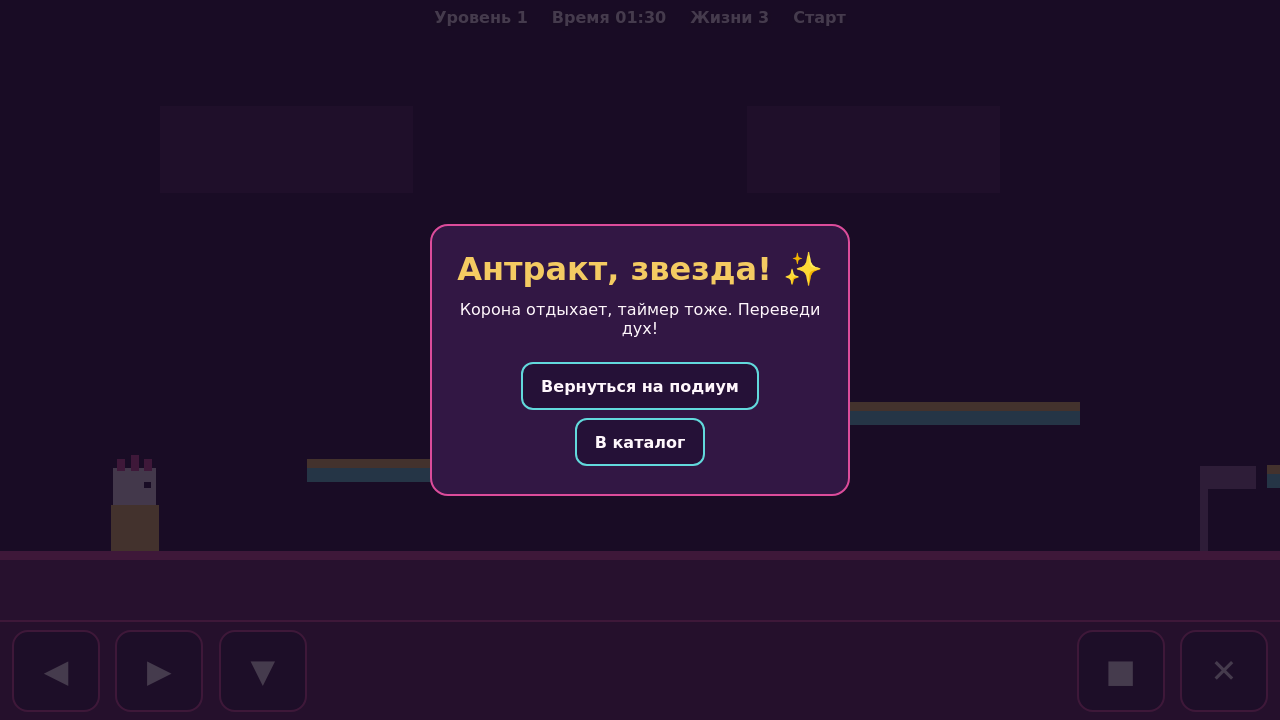 Уровень 1 Время 01:30 Жизни 3 Старт
Антракт, звезда! ✨
Корона отдыхает, таймер тоже. Переведи
дух!
Вернуться на подиум
В каталог